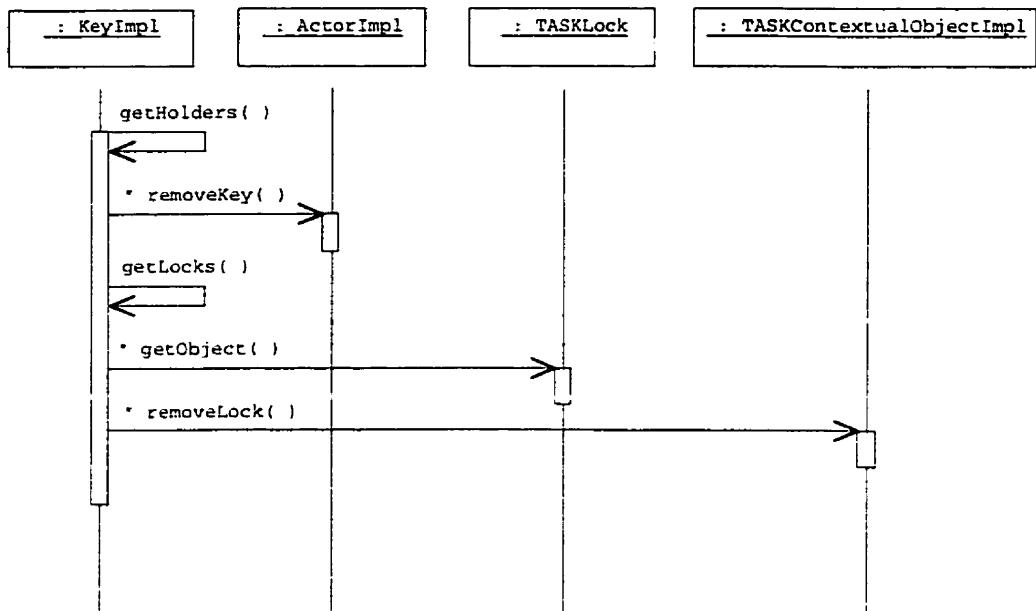 : KeyImpl
: ActorImpl
: TASKLock
: TASKContextualObjectImpl
getHolders( )
* removeKey( )
getLocks( )
* getObject( )
* removeLock( )